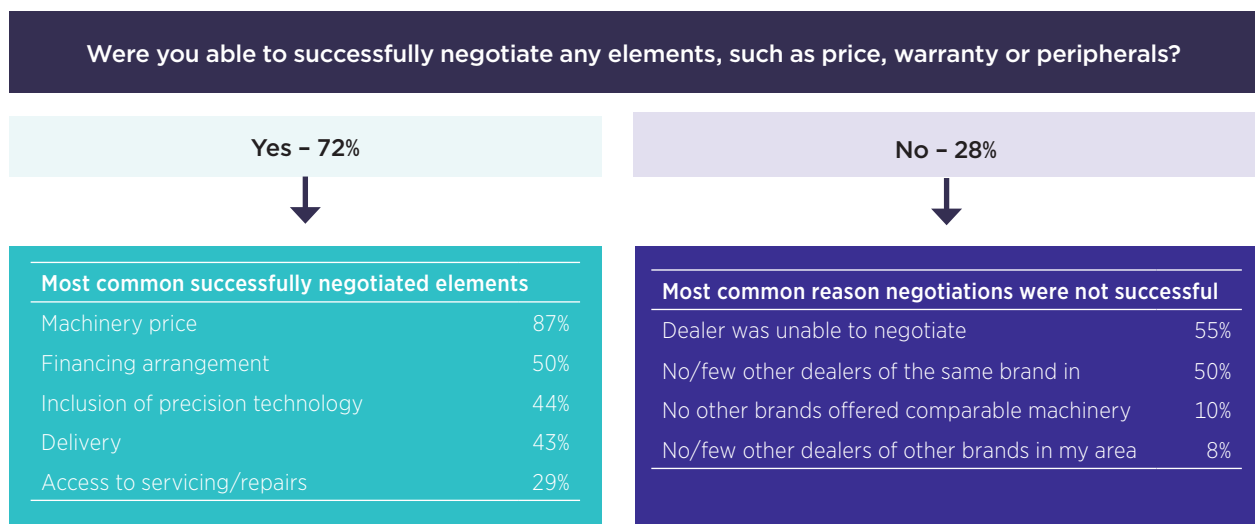 Were you able to successfully negotiate any elements, such as price, warranty or peripherals?
Yes – 72%
Most common successfully negotiated elements
Machinery price 87%
Financing arrangement 50%
Inclusion of precision technology 44%
Delivery 43%
Access to servicing/repairs 29%
No – 28%
Most common reason negotiations were not successful
Dealer was unable to negotiate 55%
No/few other dealers of the same brand in 50%
No other brands offered comparable machinery 10%
No/few other dealers of other brands in my area 8%